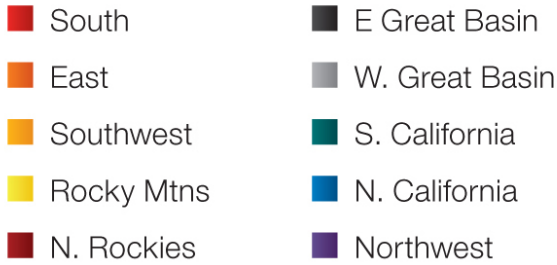 South
East
Southwest
Rocky Mtns
N. Rockies
E Great Basin
W. Great Basin
S. California
N. California
Northwest